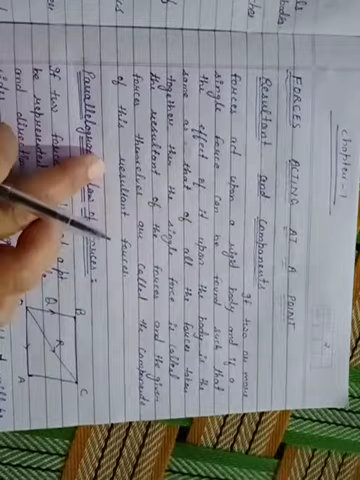 chapter-1
FORCES ACTING AT A POINT
Resultant and components
If two or more
forces act upon a rigid body and if a
single force can be found such that
the effect of it upon the body is the
same as that of all the forces taken
together then the single force is called
the resultant of the forces and the given
forces themselves are called the components
of this resultant forces.
Parallelogram law of forces:
If two
a pt.
be represented
and direction
B
C
R
A